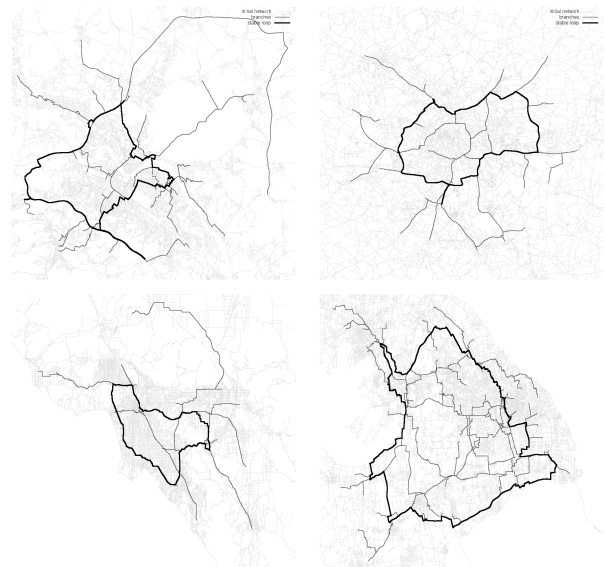 initial network
branches
stable loop
initial network
branches
stable loop